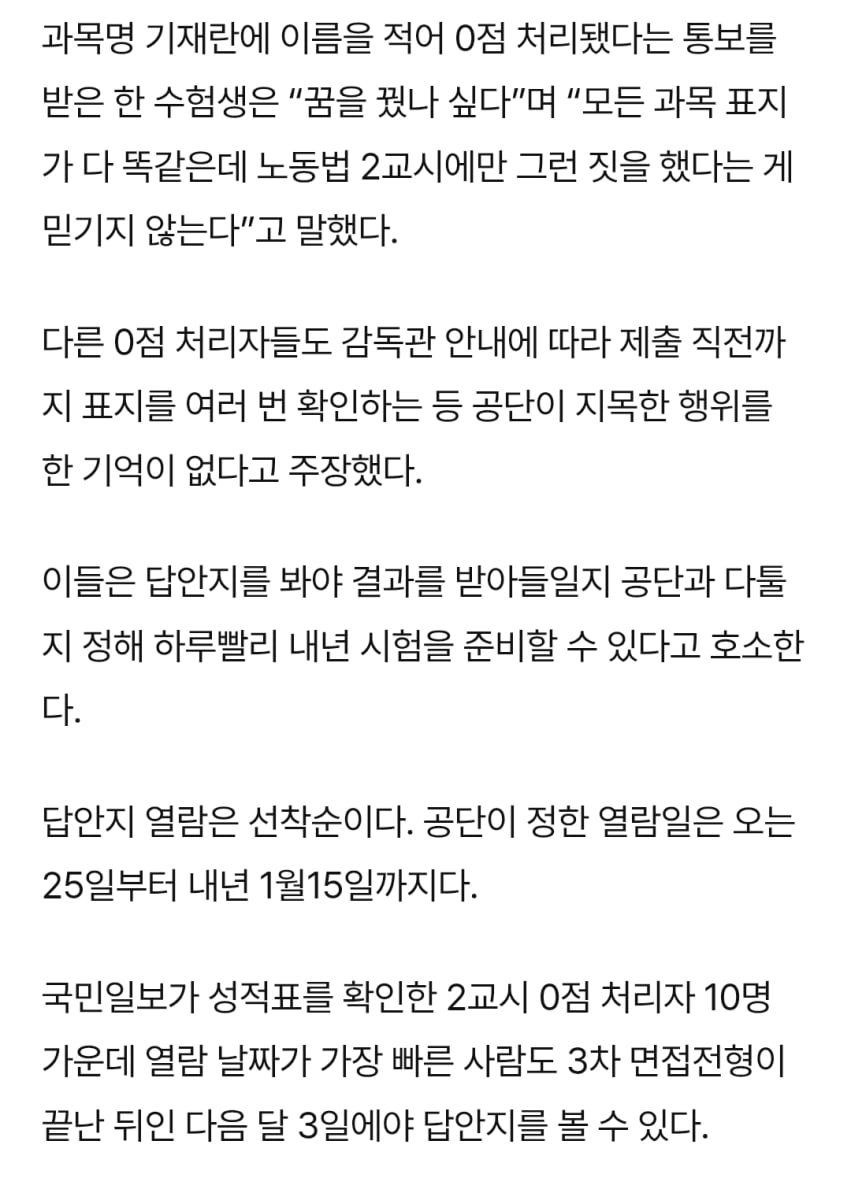 과목명 기재란에 이름을 적어 0점 처리됐다는 통보를
받은 한 수험생은 “꿈을 꿨나 싶다”며 “모든 과목 표지
가 다 똑같은데 노동법 2교시에만 그런 짓을 했다는 게
믿기지 않는다”고 말했다.
다른 0점 처리자들도 감독관 안내에 따라 제출 직전까
지 표지를 여러 번 확인하는 등 공단이 지목한 행위를
한 기억이 없다고 주장했다.
이들은 답안지를 봐야 결과를 받아들일지 공단과 다툴
지 정해 하루빨리 내년 시험을 준비할 수 있다고 호소한
다.
답안지 열람은 선착순이다. 공단이 정한 열람일은 오는
25일부터 내년 1월15일까지다.
국민일보가 성적표를 확인한 2교시 0점 처리자 10명
가운데 열람 날짜가 가장 빠른 사람도 3차 면접전형이
끝난 뒤인 다음 달 3일에야 답안지를 볼 수 있다.